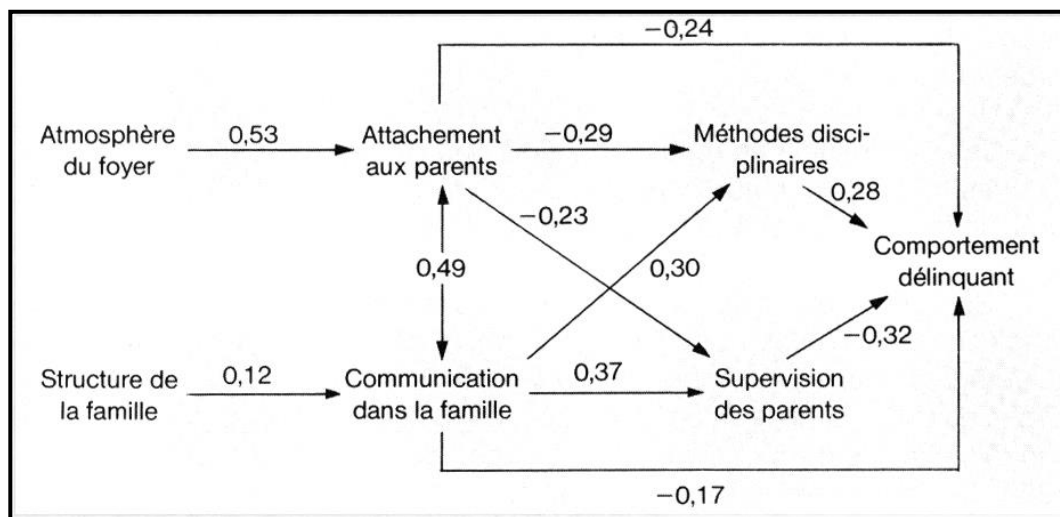 −0,24
Atmosphère
du foyer
0,53
Attachement
aux parents
−0,29
Méthodes disci-
plinaires
0,28
−0,23
Comportement
délinquant
0,49
0,30
−0,32
Structure de
la famille
0,12
Communication
dans la famille
0,37
Supervision
des parents
−0,17